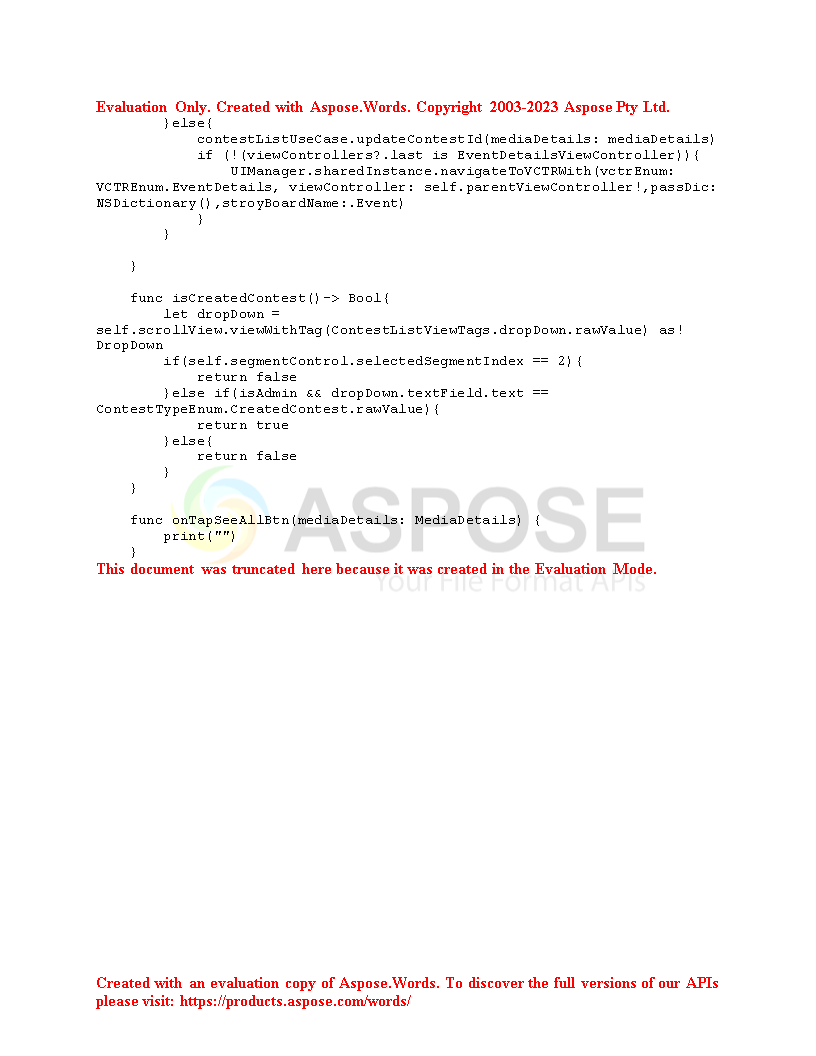 Evaluation Only. Created with Aspose.Words. Copyright 2003-2023 Aspose Pty Ltd.
        }else{
            contestListUseCase.updateContestId(mediaDetails: mediaDetails)
            if (!(viewControllers?.last is EventDetailsViewController)){
                UIManager.sharedInstance.navigateToVCTRWith(vctrEnum:
VCTREnum.EventDetails, viewController: self.parentViewController!,passDic:
NSDictionary(),stroyBoardName:.Event)
            }
        }

    }

    func isCreatedContest()-> Bool{
        let dropDown =
self.scrollView.viewWithTag(ContestListViewTags.dropDown.rawValue) as!
DropDown
        if(self.segmentControl.selectedSegmentIndex == 2){
            return false
        }else if(isAdmin && dropDown.textField.text ==
ContestTypeEnum.CreatedContest.rawValue){
            return true
        }else{
            return false
        }
    }

    func onTapSeeAllBtn(mediaDetails: MediaDetails) {
        print("")
    }
ASPOSE
This document was truncated here because it was created in the Evaluation Mode.
Your File Format APIs
Created with an evaluation copy of Aspose.Words. To discover the full versions of our APIs
please visit: https://products.aspose.com/words/